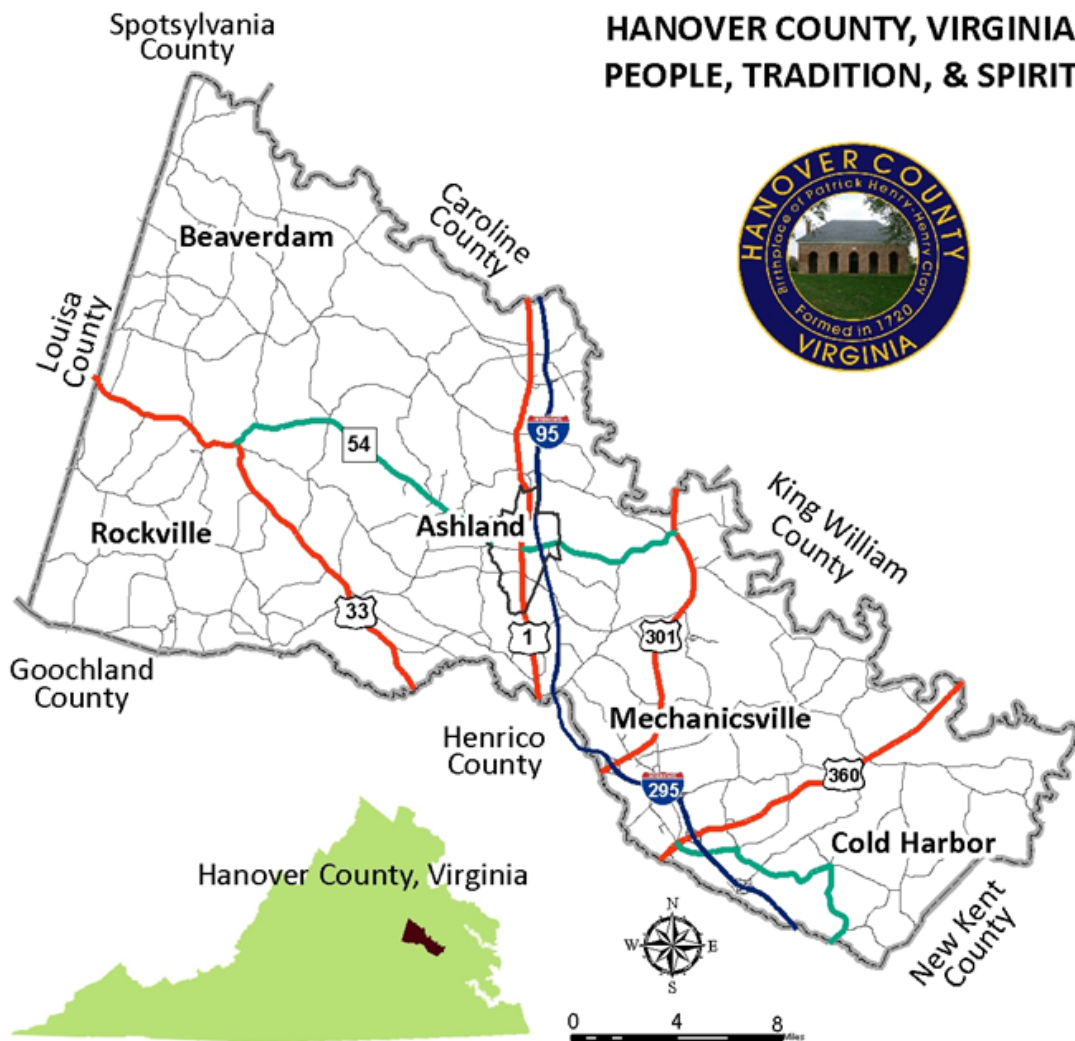 Spotsylvania
County
HANOVER COUNTY, VIRGINIA
PEOPLE, TRADITION, & SPIRIT
HANOVER COUNTY
Birthplace of Patrick Henry-Henry Clay
Formed in 1720
VIRGINIA
Caroline
County
Beaverdam
Louisa
County
95
54
King William
County
Rockville
Ashland
33
1
301
Goochland
County
Mechanicsville
Henrico
County
360
295
Cold Harbor
Hanover County, Virginia
New Kent
County
N
W
E
S
0
4
8
Miles